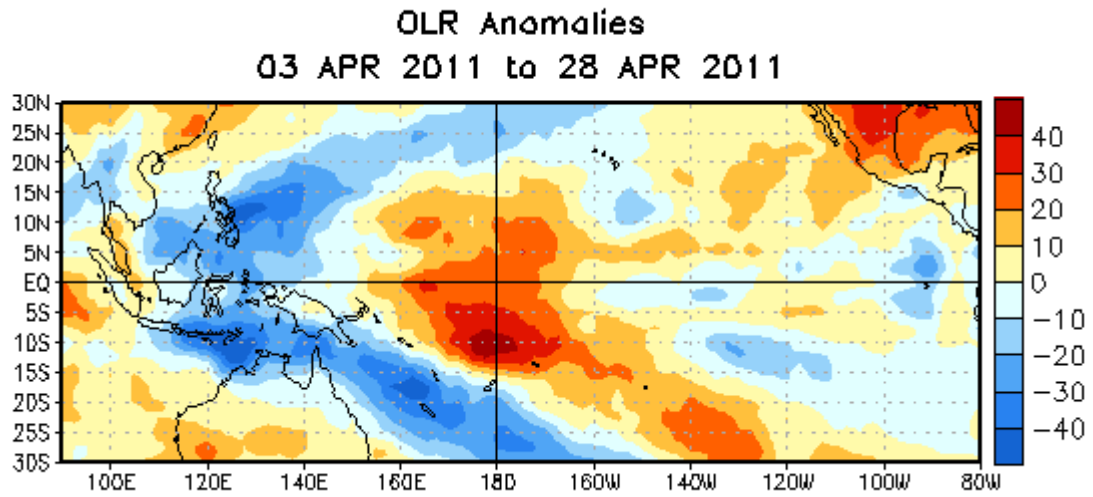 OLR Anomalies
03 APR 2011 to 28 APR 2011
30N
25N
20N
15N
10N
5N
EQ
5S
10S
15S
20S
25S
30S
100E 120E 140E 160E 180 160W 140W 120W 100W 80W
40
30
20
10
0
−10
−20
−30
−40